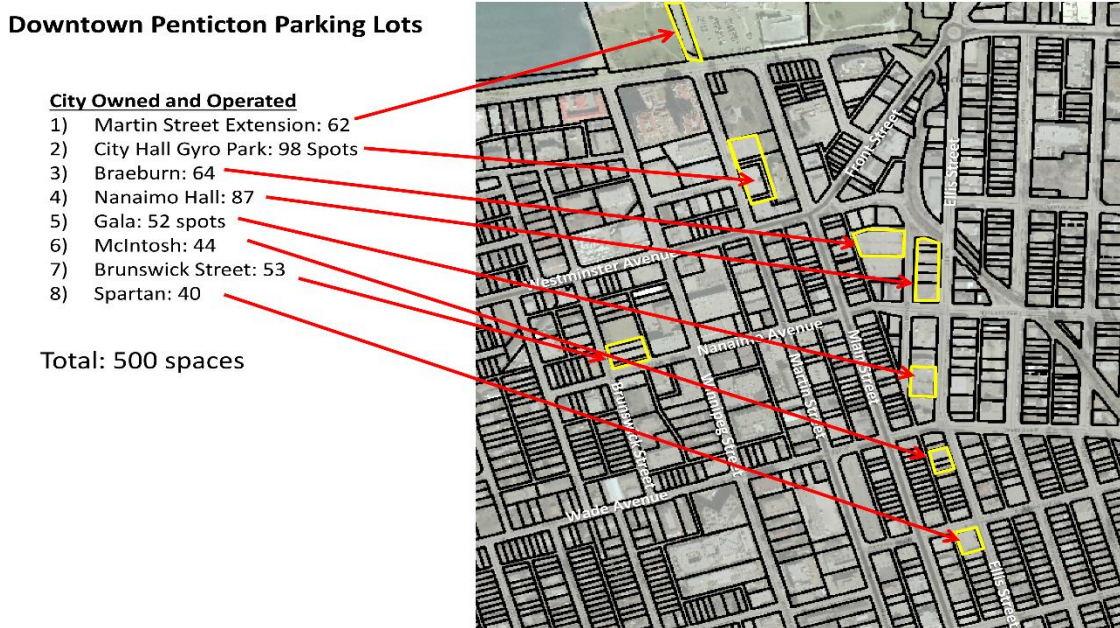 Downtown Penticton Parking Lots
City Owned and Operated
1) Martin Street Extension: 62
2) City Hall Gyro Park: 98 Spots
3) Braeburn: 64
4) Nanaimo Hall: 87
5) Gala: 52 spots
6) McIntosh: 44
7) Brunswick Street: 53
8) Spartan: 40
Total: 500 spaces
Front Street
Ellis Street
Westminster Avenue
Nanaimo Avenue
Main Street
Martin Street
Winnipeg Street
Brunswick Street
Wade Avenue
Ellis Street